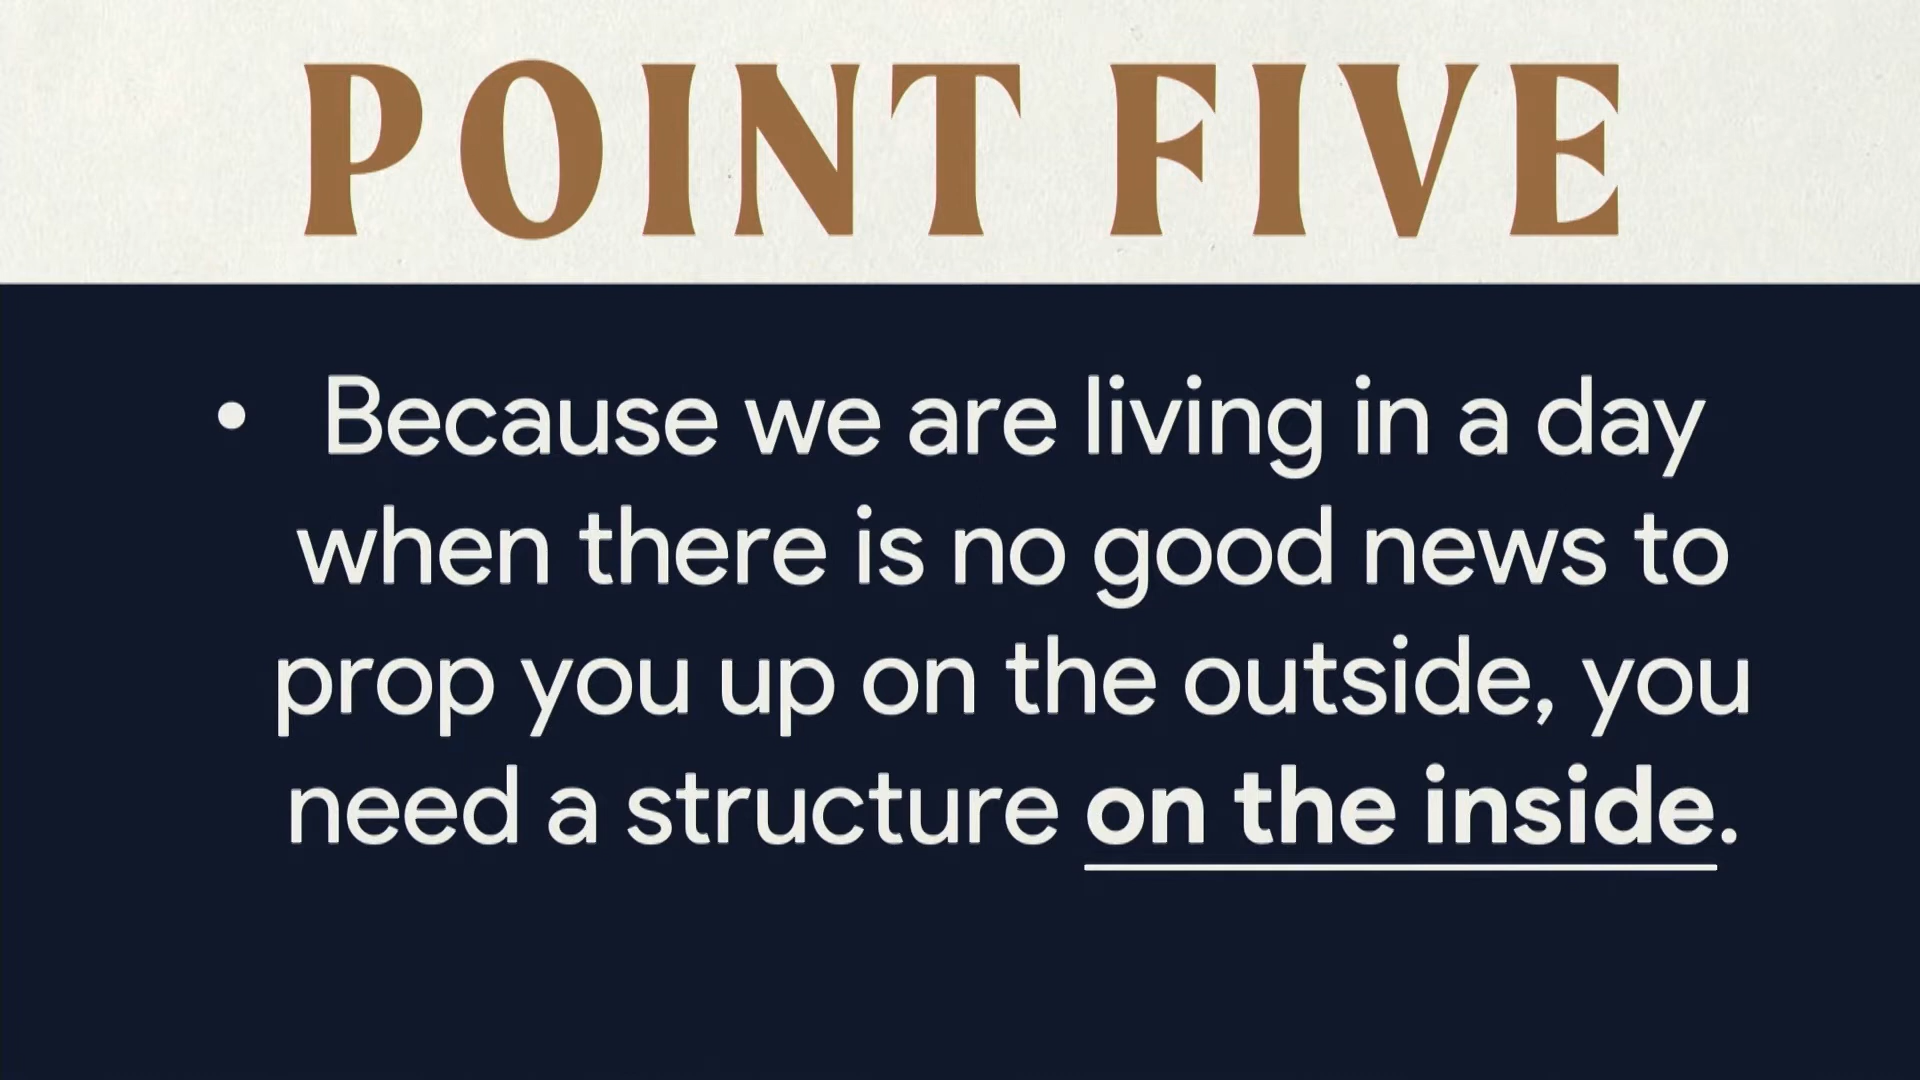 POINT FIVE
• Because we are living in a day
when there is no good news to
prop you up on the outside, you
need a structure on the inside.